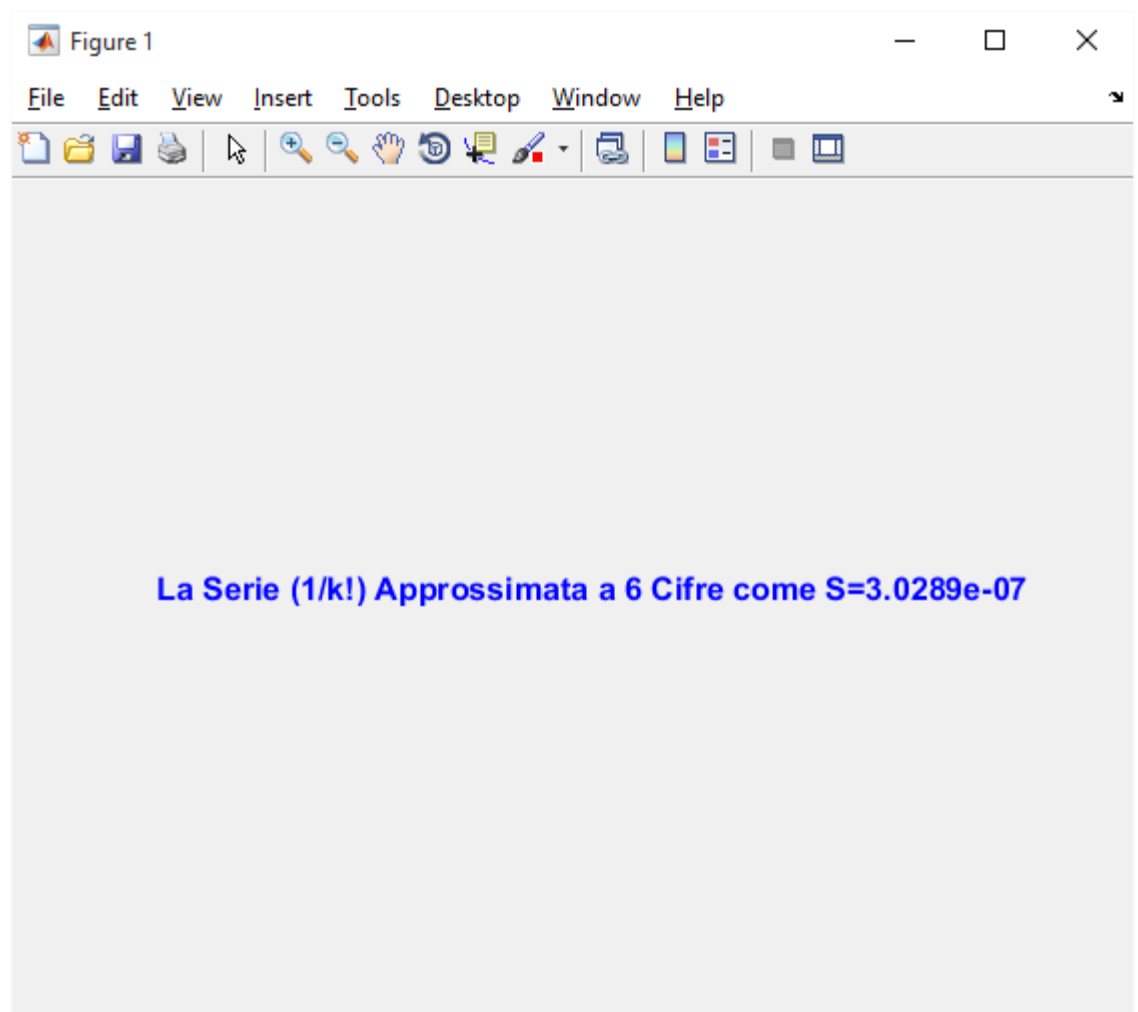 Figure 1
File Edit View Insert Tools Desktop Window Help
La Serie (1/k!) Approssimata a 6 Cifre come S=3.0289e-07